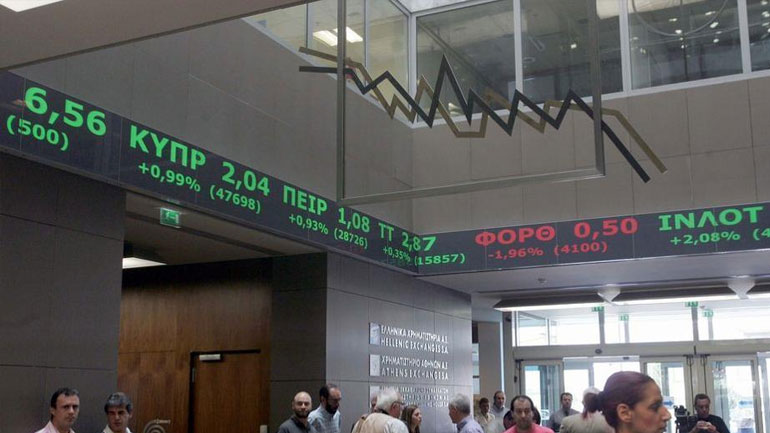 6,56
(500)
ΚΥΠΡ 2,04
+0,99% (47698)
ΠΕΙΡ 1,08
+0,93% (28726)
ΤΤ 2,87
+0,35% (15857)
ΦΟΡΘ 0,50
-1,96% (4100)
ΙΝΛΟΤ
+2,08% (4
ΕΛΛΗΝΙΚΑ ΧΡΗΜΑΤΙΣΤΗΡΙΑ Α.Ε.
HELLENIC EXCHANGES S.A.
ΧΡΗΜΑΤΙΣΤΗΡΙΟ ΑΘΗΝΩΝ
ATHENS EXCHANGE